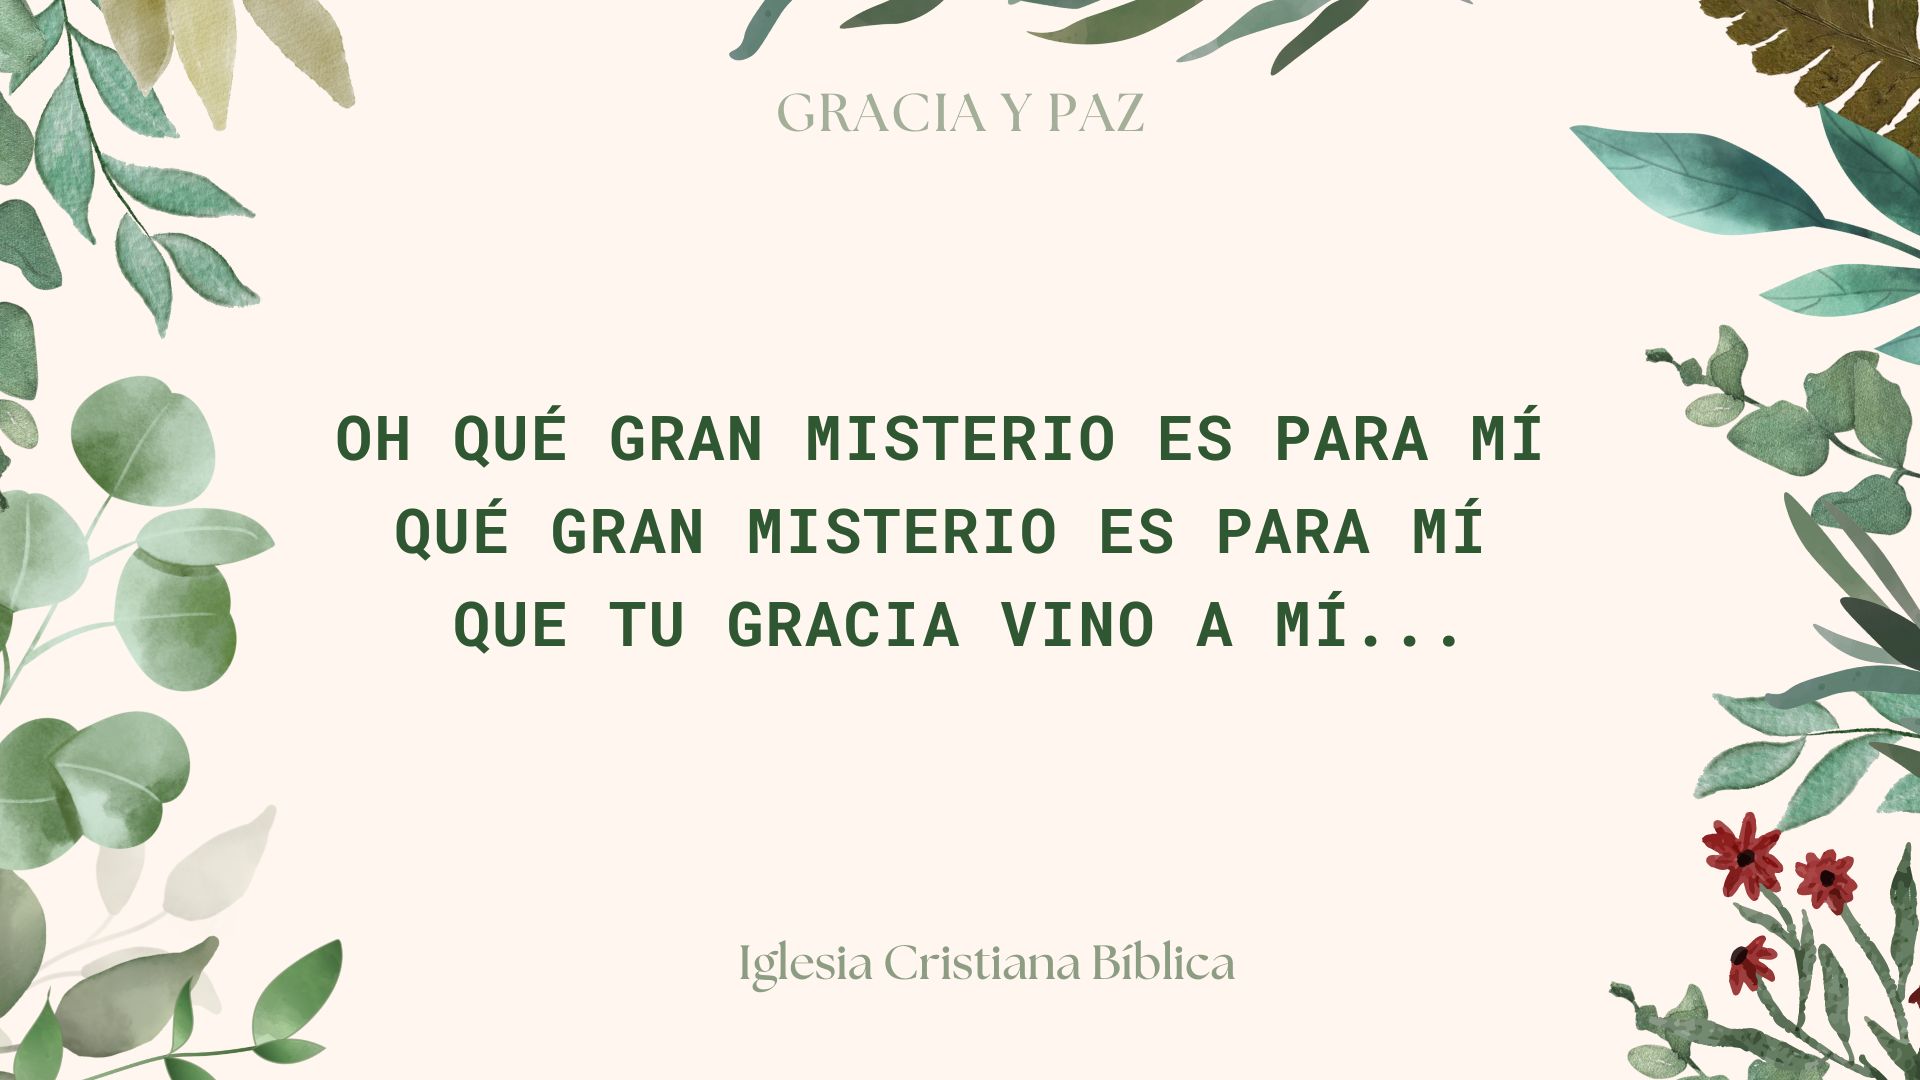 GRACIA Y PAZ
OH QUÉ GRAN MISTERIO ES PARA MÍ
QUÉ GRAN MISTERIO ES PARA MÍ
QUE TU GRACIA VINO A MÍ...
Iglesia Cristiana Bíblica